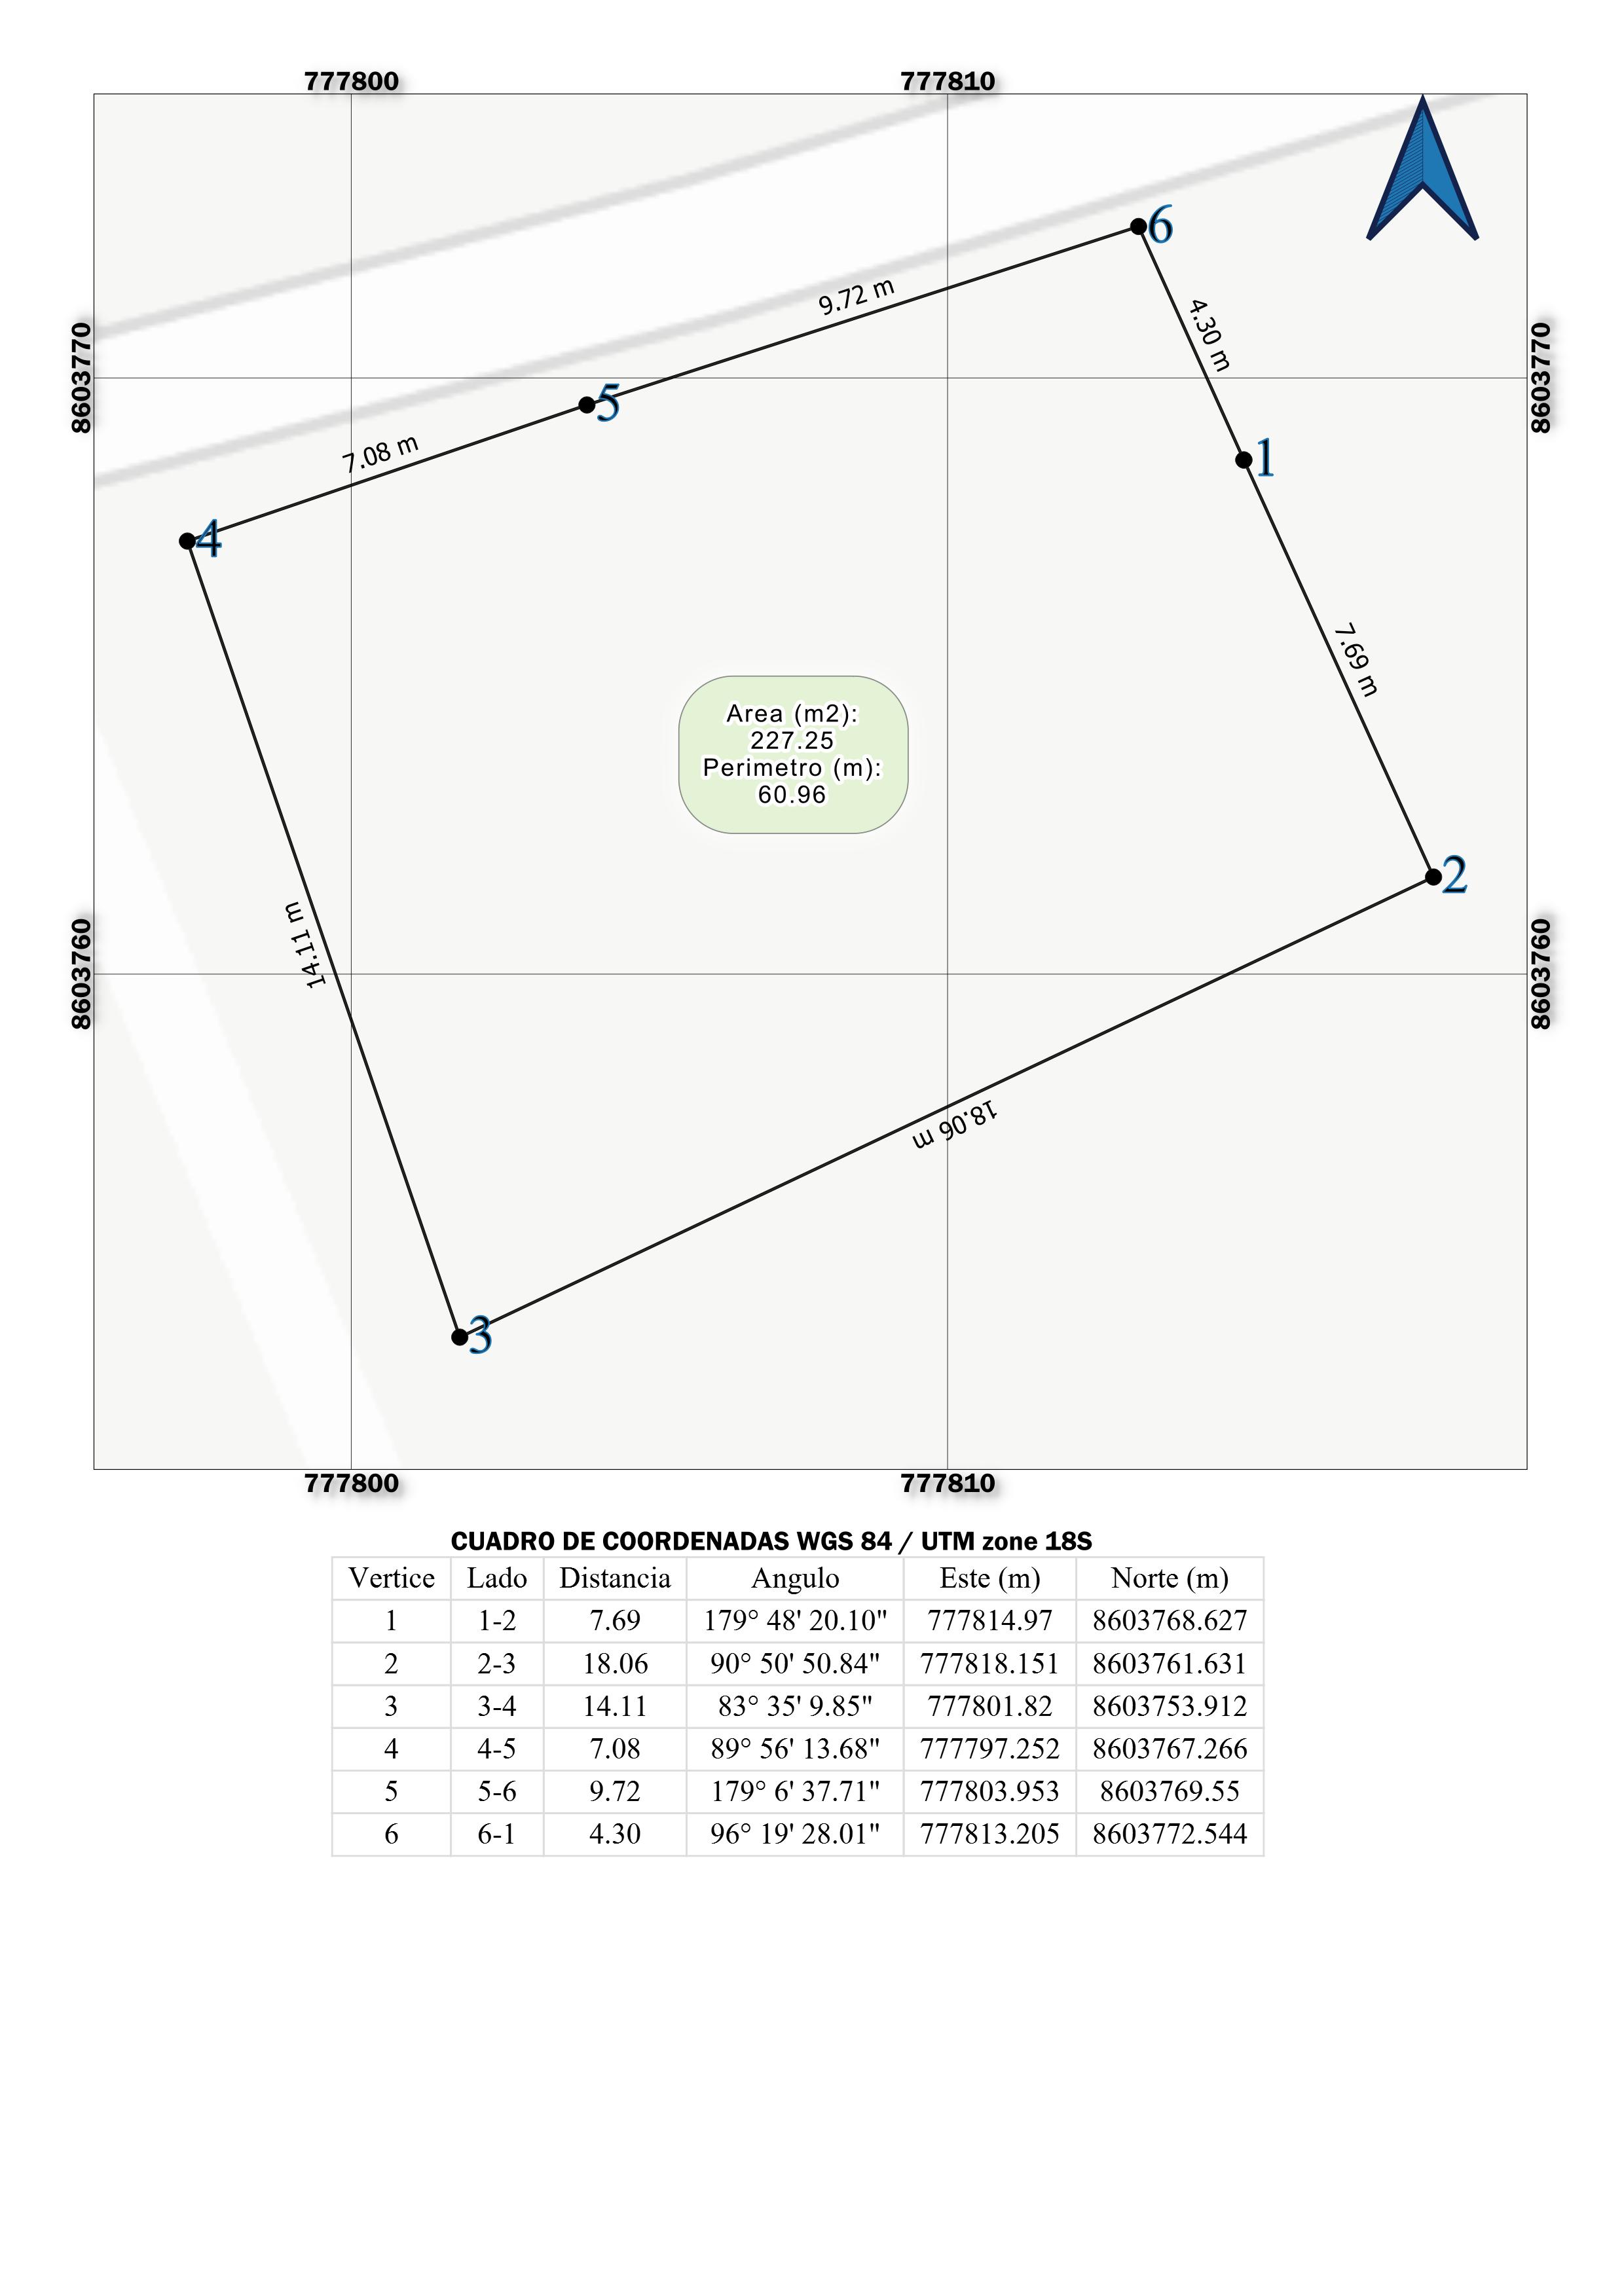 777800 777810
6
9.72 m
4.30 m
8603770 8603770
5
1
7.08 m
4
7.69 m
Area (m2):
227.25
Perimetro (m):
60.96
2
14.11 m
8603760 8603760
18.06 m
3
777800 777810
CUADRO DE COORDENADAS WGS 84 / UTM zone 18S
Vertice Lado Distancia Angulo Este (m) Norte (m)
1 1-2 7.69 179° 48' 20.10" 777814.97 8603768.627
2 2-3 18.06 90° 50' 50.84" 777818.151 8603761.631
3 3-4 14.11 83° 35' 9.85" 777801.82 8603753.912
4 4-5 7.08 89° 56' 13.68" 777797.252 8603767.266
5 5-6 9.72 179° 6' 37.71" 777803.953 8603769.55
6 6-1 4.30 96° 19' 28.01" 777813.205 8603772.544